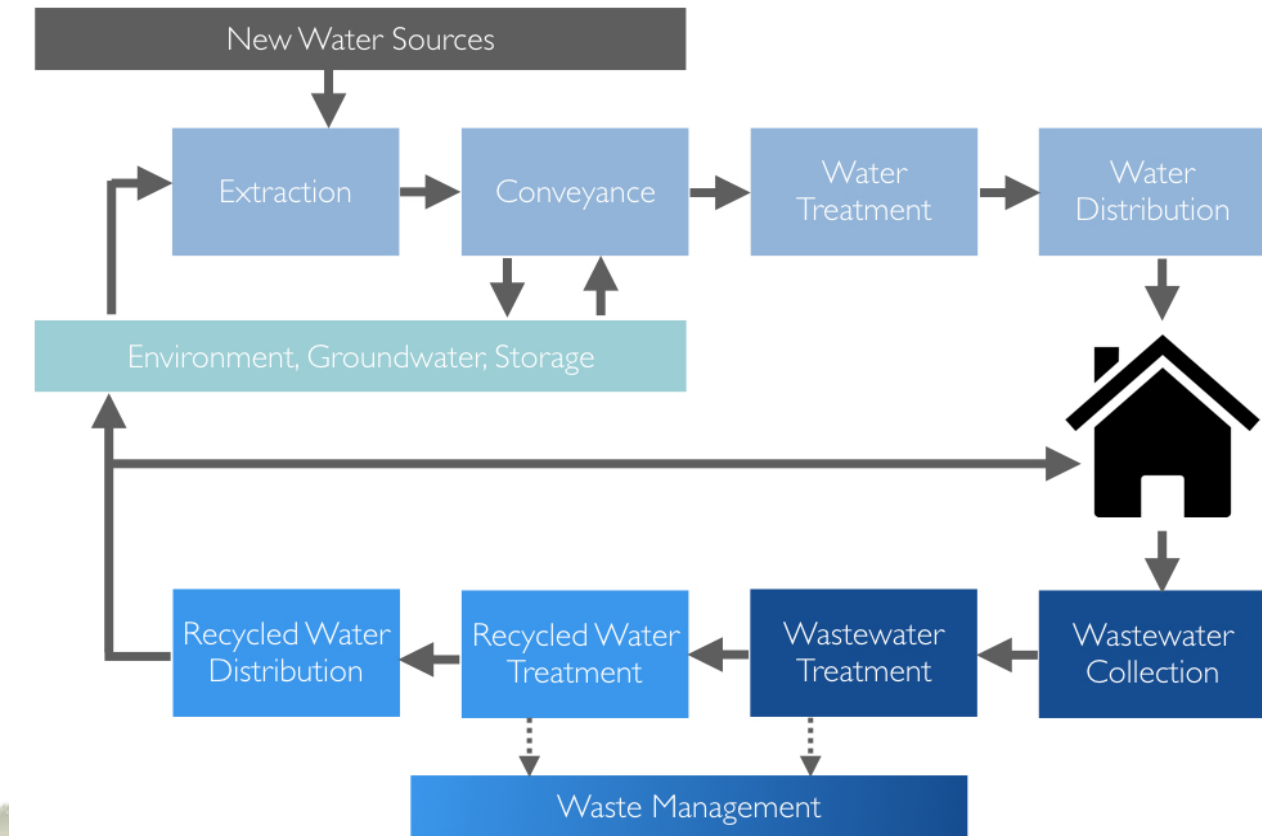 New Water Sources
Extraction
Conveyance
Water
Treatment
Water
Distribution
Environment, Groundwater, Storage
Recycled Water
Distribution
Recycled Water
Treatment
Wastewater
Treatment
Wastewater
Collection
Waste Management